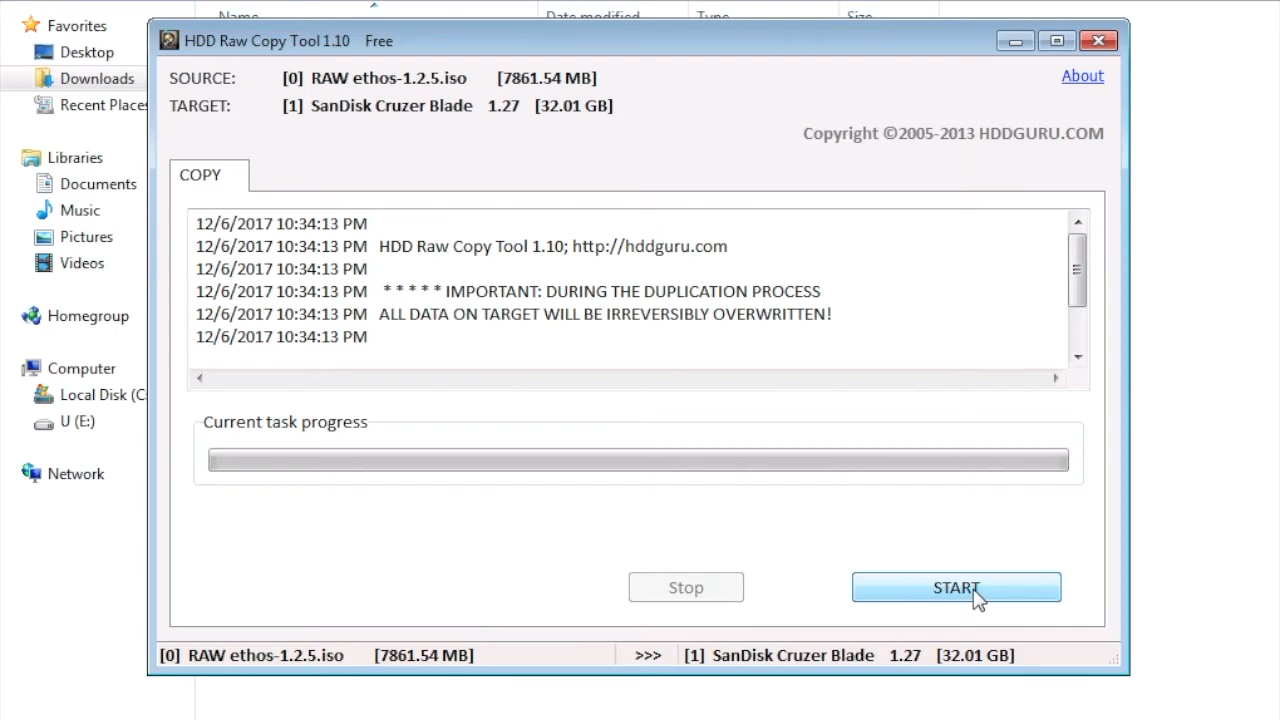 Name Date modified Type Size
Favorites
Desktop
Downloads
Recent Places
Libraries
Documents
Music
Pictures
Videos
Homegroup
Computer
Local Disk (C:
U (E:)
Network
HDD Raw Copy Tool 1.10 Free
SOURCE: [0] RAW ethos-1.2.5.iso [7861.54 MB]
About
TARGET: [1] SanDisk Cruzer Blade 1.27 [32.01 GB]
Copyright ©2005-2013 HDDGURU.COM
COPY
12/6/2017 10:34:13 PM
12/6/2017 10:34:13 PM HDD Raw Copy Tool 1.10; http://hddguru.com
12/6/2017 10:34:13 PM
12/6/2017 10:34:13 PM * * * * * IMPORTANT: DURING THE DUPLICATION PROCESS
12/6/2017 10:34:13 PM ALL DATA ON TARGET WILL BE IRREVERSIBLY OVERWRITTEN!
12/6/2017 10:34:13 PM
Current task progress
Stop
START
[0] RAW ethos-1.2.5.iso [7861.54 MB] >>> [1] SanDisk Cruzer Blade 1.27 [32.01 GB]